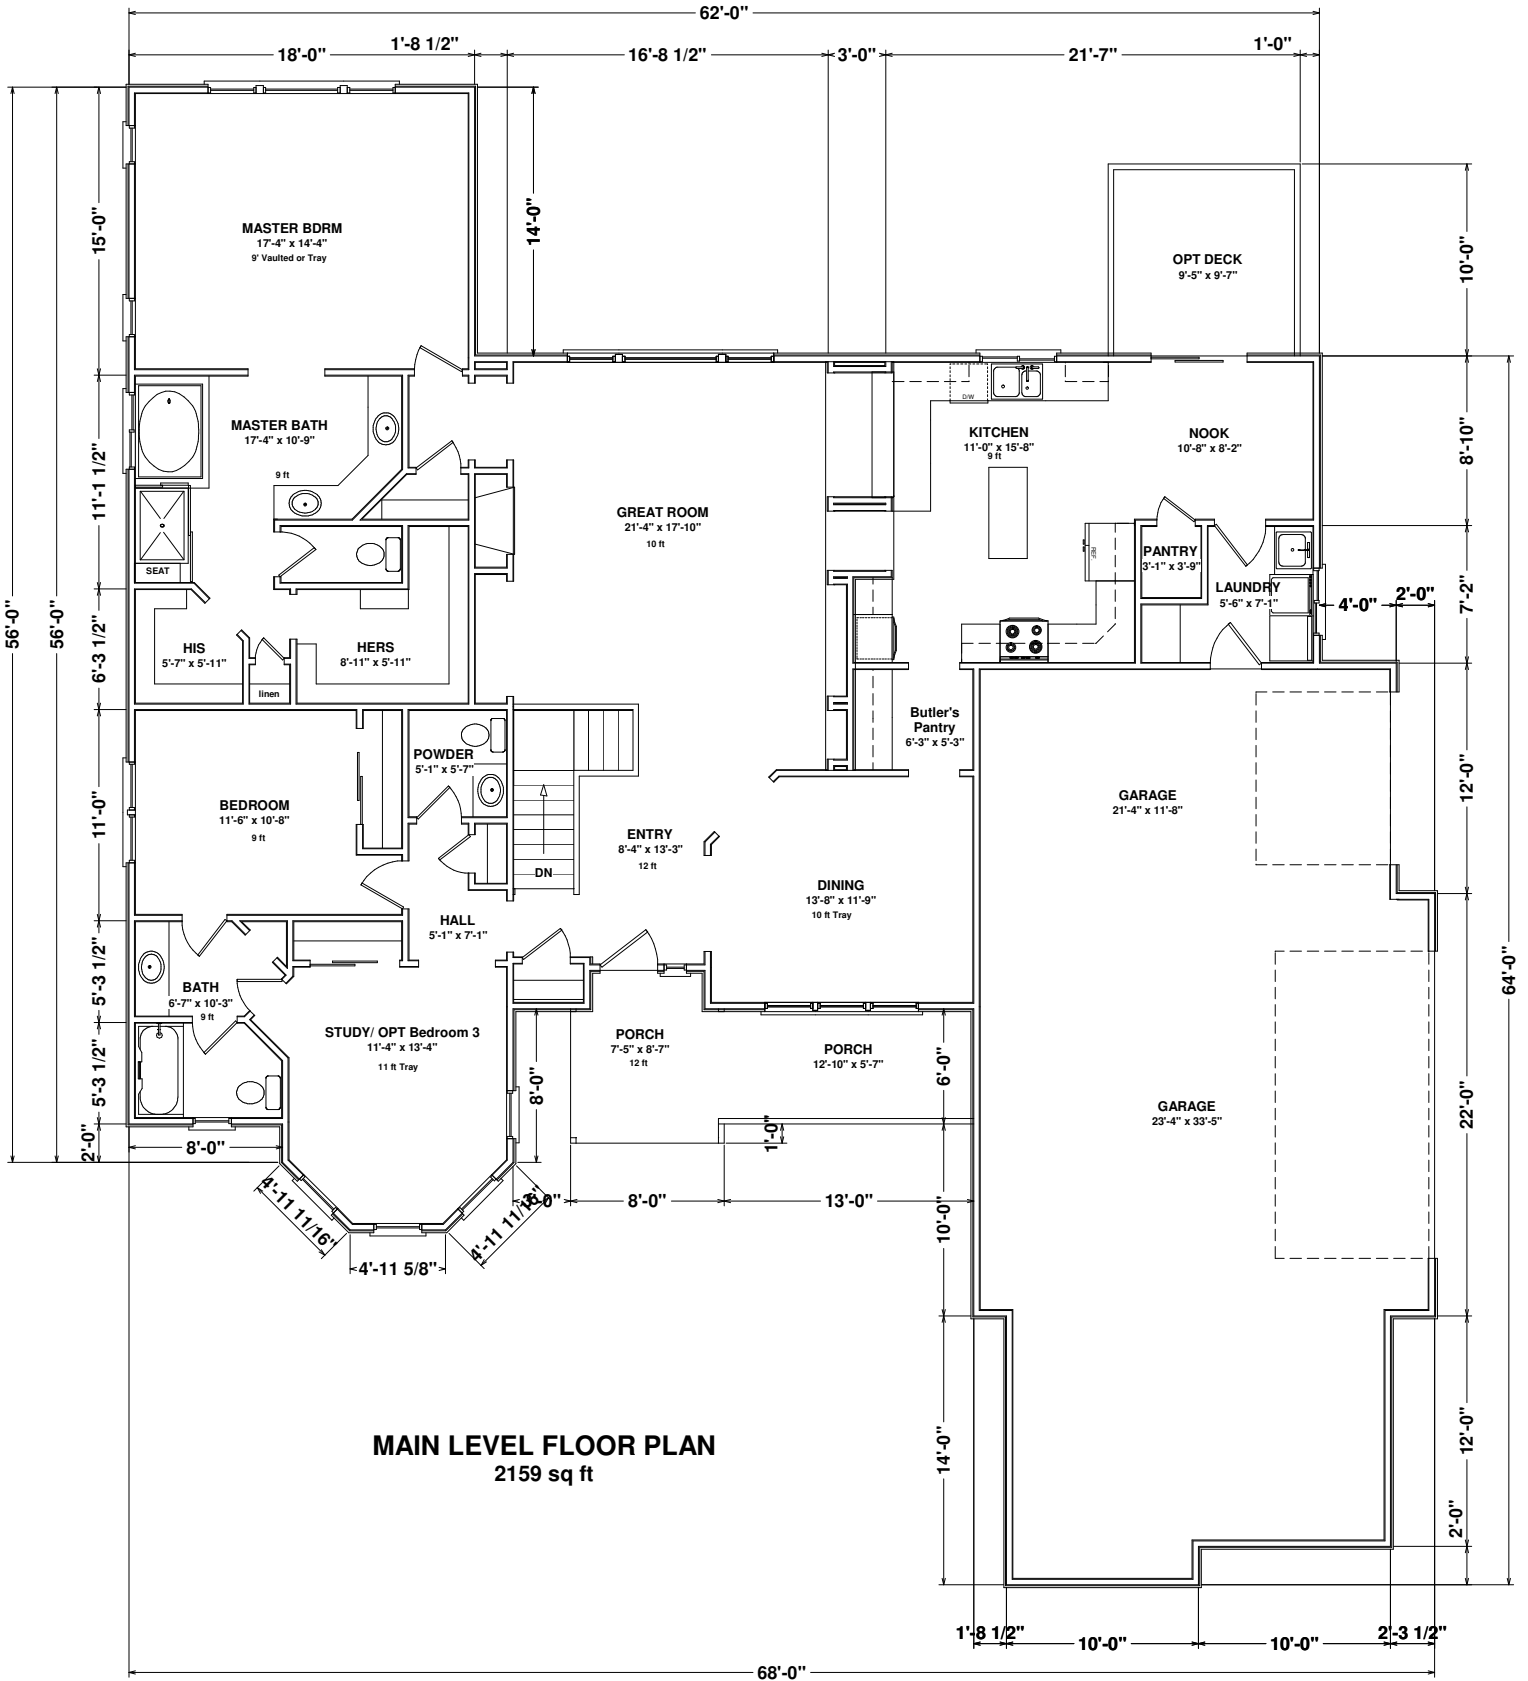 62'-0"
18'-0"
1'-8 1/2"
16'-8 1/2"
3'-0"
21'-7"
1'-0"
56'-0"
56'-0"
15'-0"
14'-0"
10'-0"
MASTER BDRM
17'-4" x 14'-4"
9' Vaulted or Tray
OPT DECK
9'-5" x 9'-7"
11'-1 1/2"
MASTER BATH
17'-4" x 10'-9"
9 ft
SEAT
GREAT ROOM
21'-4" x 17'-10"
10 ft
D/W
KITCHEN
11'-0" x 15'-8"
9 ft
NOOK
10'-8" x 8'-2"
8'-10"
REF
PANTRY
3'-1" x 3'-9"
LAUNDRY
5'-6" x 7'-1"
7'-2"
4'-0"
2'-0"
6'-3 1/2"
HIS
5'-7" x 5'-11"
linen
HERS
8'-11" x 5'-11"
Butler's
Pantry
6'-3" x 5'-3"
POWDER
5'-1" x 5'-7"
11'-0"
BEDROOM
11'-6" x 10'-8"
9 ft
DN
ENTRY
8'-4" x 13'-3"
12 ft
GARAGE
21'-4" x 11'-8"
12'-0"
DINING
13'-8" x 11'-9"
10 ft Tray
HALL
5'-1" x 7'-1"
64'-0"
5'-3 1/2"
BATH
6'-7" x 10'-3"
9 ft
STUDY/ OPT Bedroom 3
11'-4" x 13'-4"
11 ft Tray
PORCH
7'-5" x 8'-7"
12 ft
PORCH
12'-10" x 5'-7"
5'-3 1/2"
8'-0"
6'-0"
GARAGE
23'-4" x 33'-5"
22'-0"
2'-0"
8'-0"
1'-0"
4'-11 11/16"
4'-11 5/8"
4'-11 11/16"
3'-0"
8'-0"
13'-0"
10'-0"
MAIN LEVEL FLOOR PLAN
2159 sq ft
14'-0"
12'-0"
2'-0"
1'-8 1/2"
10'-0"
10'-0"
2'-3 1/2"
68'-0"